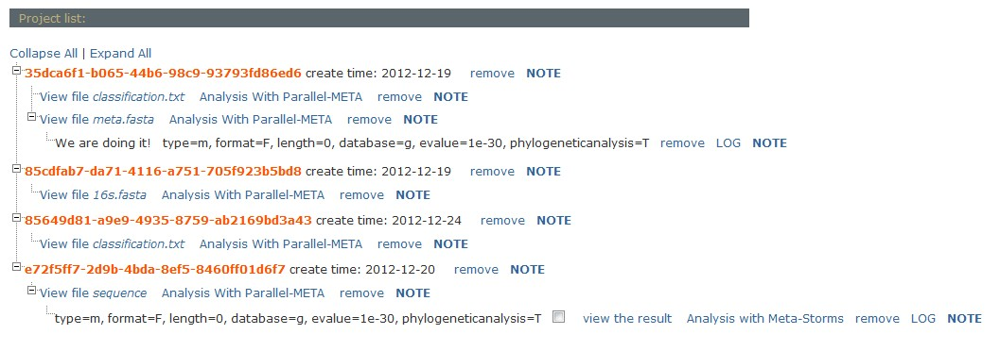 Project list:
Collapse All | Expand All
35dca6f1-b065-44b6-98c9-93793fd86ed6 create time: 2012-12-19 remove NOTE
View file classification.txt Analysis With Parallel-META remove NOTE
View file meta.fasta Analysis With Parallel-META remove NOTE
We are doing it! type=m, format=F, length=0, database=g, evalue=1e-30, phylogeneticanalysis=T remove LOG NOTE
85cdfab7-da71-4116-a751-705f923b5bd8 create time: 2012-12-19 remove NOTE
View file 16s.fasta Analysis With Parallel-META remove NOTE
85649d81-a9e9-4935-8759-ab2169bd3a43 create time: 2012-12-24 remove NOTE
View file classification.txt Analysis With Parallel-META remove NOTE
e72f5ff7-2d9b-4bda-8ef5-8460ff01d6f7 create time: 2012-12-20 remove NOTE
View file sequence Analysis With Parallel-META remove NOTE
type=m, format=F, length=0, database=g, evalue=1e-30, phylogeneticanalysis=T view the result Analysis with Meta-Storms remove LOG NOTE